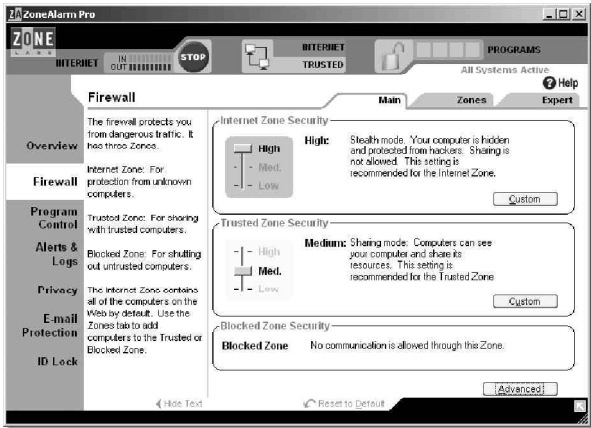 ZA ZoneAlarm Pro
ZONE
LABS
INTERNET
IN
OUT
STOP
INTERNET
TRUSTED
PROGRAMS
All Systems Active
Help
Firewall
Main
Zones
Expert
Overview
Firewall
Program
Control
Alerts &
Logs
Privacy
E-mail
Protection
ID Lock
The firewall protects you
from dangerous traffic. It
has three Zones.
Internet Zone: For
protection from unknown
computers.
Trusted Zone: For sharing
with trusted computers.
Blocked Zone: For shutting
out untrusted computers.
The Internet Zone contains
all of the computers on the
Web by default. Use the
Zones tab to add
computers to the Trusted or
Blocked Zone.
Internet Zone Security
High
Med.
Low
High:
Stealth mode. Your computer is hidden
and protected from hackers. Sharing is
not allowed. This setting is
recommended for the Internet Zone.
Custom
Trusted Zone Security
High
Med.
Low
Medium:
Sharing mode: Computers can see
your computer and share its
resources. This setting is
recommended for the Trusted Zone
Custom
Blocked Zone Security
Blocked Zone
No communication is allowed through this Zone.
Advanced
Hide Text
Reset to Default